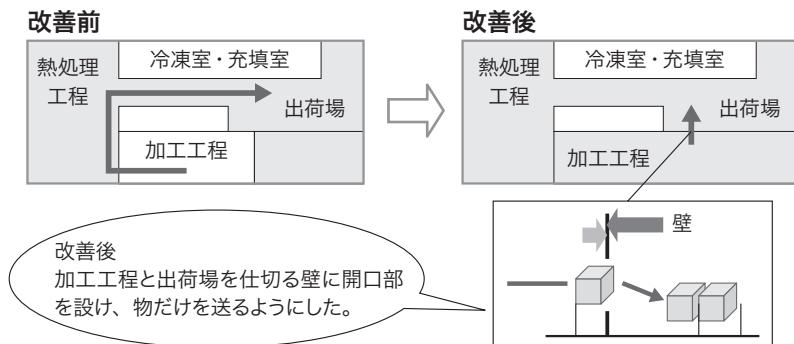 改善前
熱処理
工程
冷凍室・充填室
出荷場
加工工程
改善後
熱処理
工程
冷凍室・充填室
出荷場
加工工程
壁
改善後
加工工程と出荷場を仕切る壁に開口部
を設け、物だけを送るようにした。